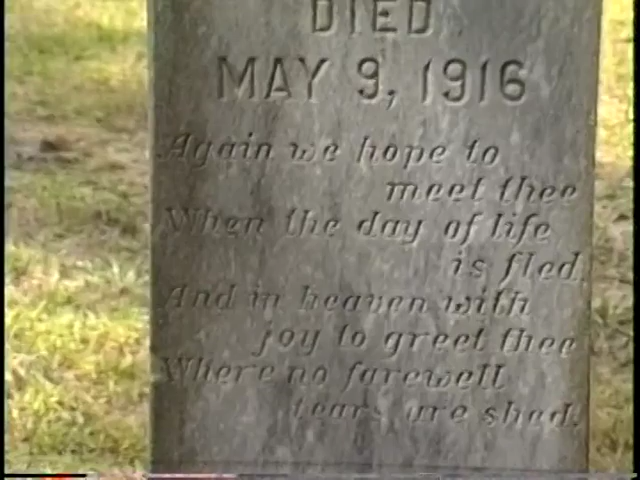 DIED
MAY 9, 1916
Again we hope to
meet thee
When the day of life
is fled,
And in heaven with
joy to greet thee
Where no farewell
tears are shed.